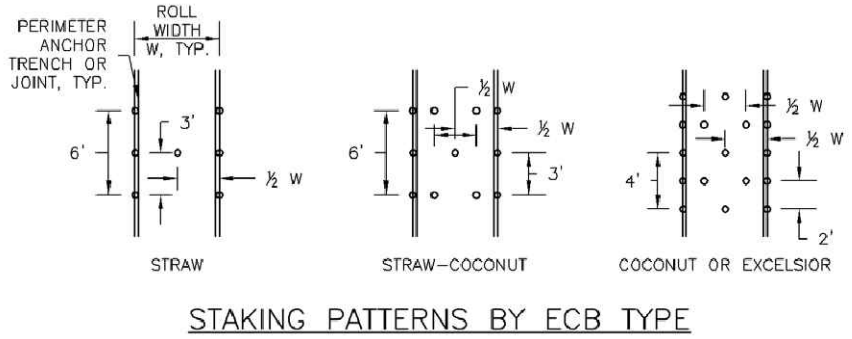 PERIMETER
ANCHOR
TRENCH OR
JOINT, TYP.
ROLL
WIDTH
W, TYP.
3'
6'
½ W
STRAW
½ W
½ W
6'
3'
STRAW-COCONUT
½ W
½ W
4'
2'
COCONUT OR EXCELSIOR
STAKING PATTERNS BY ECB TYPE